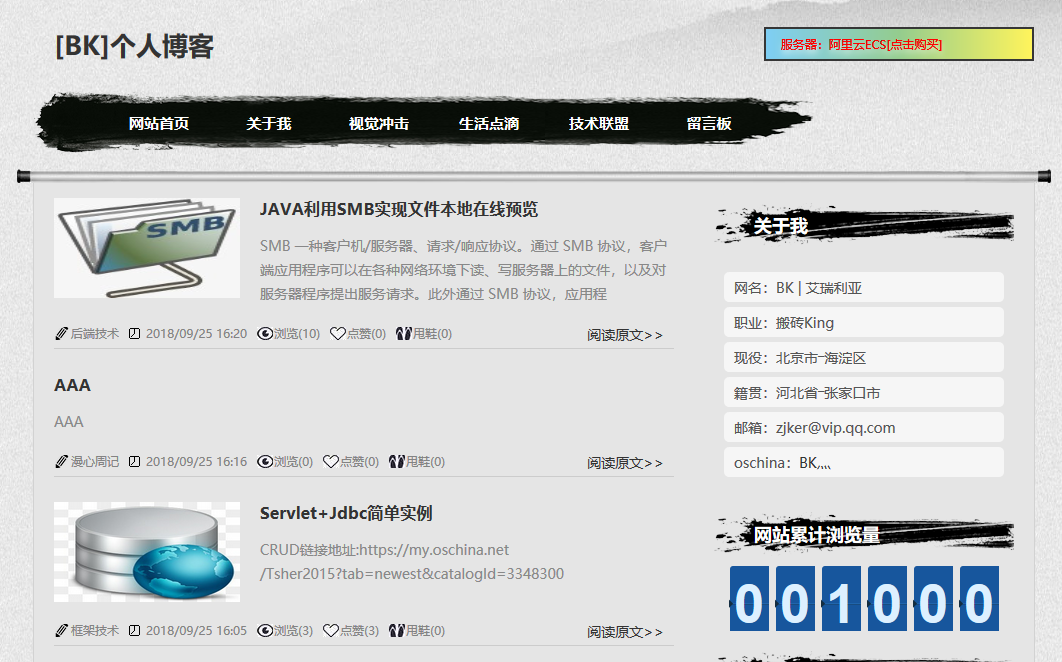 [BK]个人博客
服务器：阿里云ECS[点击购买]
网站首页 关于我 视觉冲击 生活点滴 技术联盟 留言板
SMB
JAVA利用SMB实现文件本地在线预览
SMB 一种客户机/服务器、请求/响应协议。通过 SMB 协议，客户
端应用程序可以在各种网络环境下读、写服务器上的文件，以及对
服务器程序提出服务请求。此外通过 SMB 协议，应用程
后端技术 2018/09/25 16:20 浏览(10) 点赞(0) 甩鞋(0) 阅读原文>>
AAA
AAA
漫心周记 2018/09/25 16:16 浏览(0) 点赞(0) 甩鞋(0) 阅读原文>>
Servlet+Jdbc简单实例
CRUD链接地址:https://my.oschina.net
/Tsher2015?tab=newest&catalogId=3348300
框架技术 2018/09/25 16:05 浏览(3) 点赞(3) 甩鞋(0) 阅读原文>>
关于我
网名：BK | 艾瑞利亚
职业：搬砖King
现役：北京市-海淀区
籍贯：河北省-张家口市
邮箱：zjker@vip.qq.com
oschina：BK灬
网站累计浏览量
001000